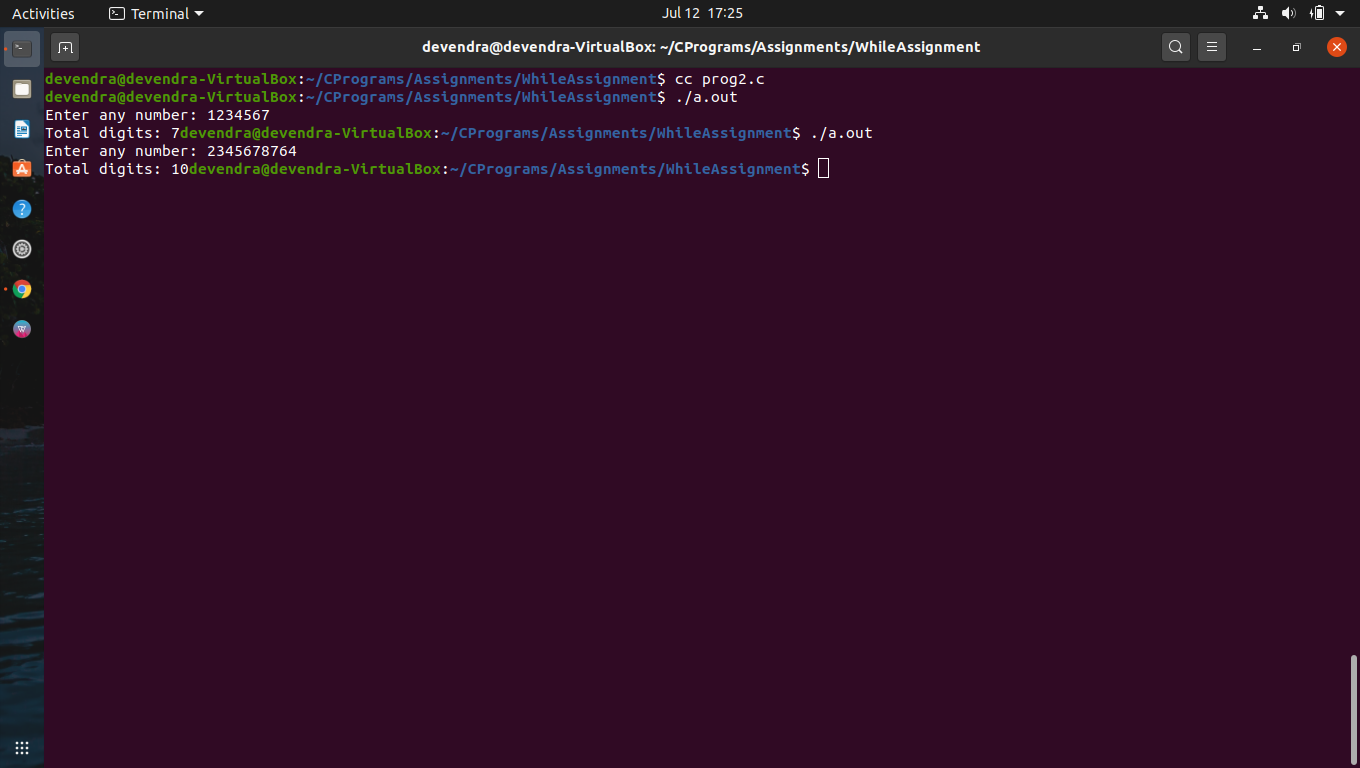 Activities Terminal Jul 12 17:25
devendra@devendra-VirtualBox: ~/CPrograms/Assignments/WhileAssignment
devendra@devendra-VirtualBox:~/CPrograms/Assignments/WhileAssignment$ cc prog2.c
devendra@devendra-VirtualBox:~/CPrograms/Assignments/WhileAssignment$ ./a.out
Enter any number: 1234567
Total digits: 7devendra@devendra-VirtualBox:~/CPrograms/Assignments/WhileAssignment$ ./a.out
Enter any number: 2345678764
Total digits: 10devendra@devendra-VirtualBox:~/CPrograms/Assignments/WhileAssignment$